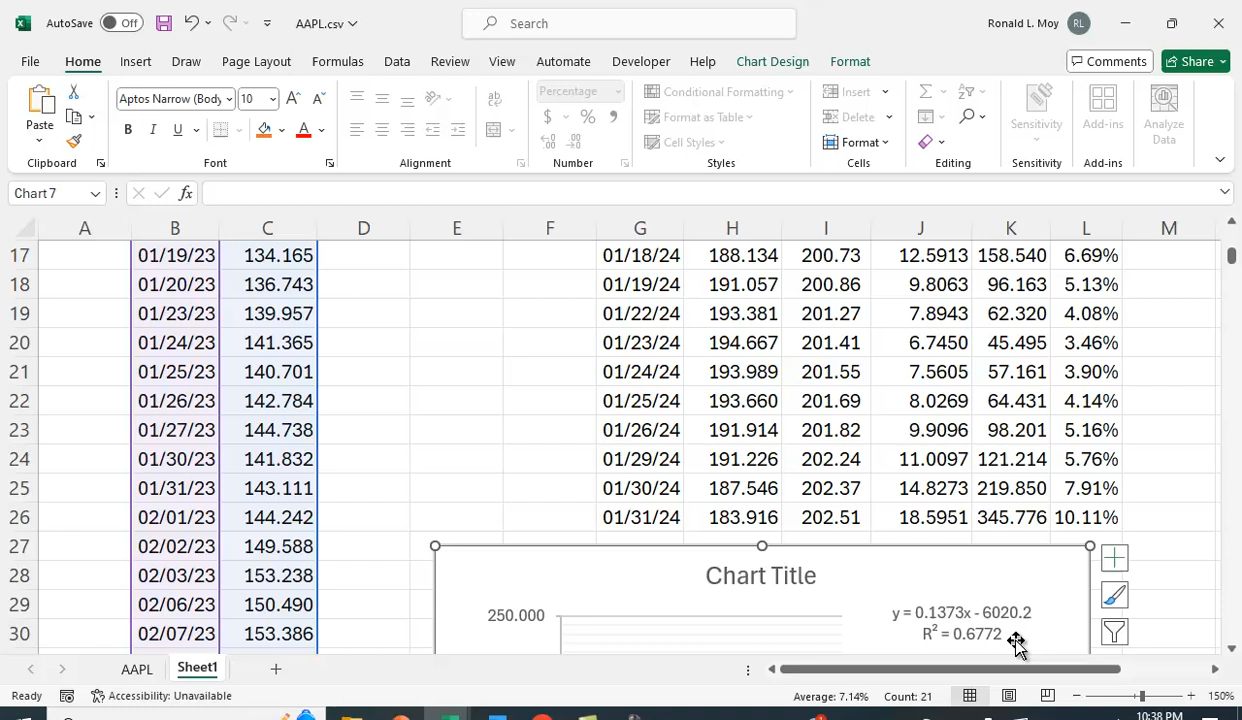 AutoSave Off AAPL.csv Search Ronald L. Moy RL
File Home Insert Draw Page Layout Formulas Data Review View Automate Developer Help Chart Design Format Comments Share
Paste Aptos Narrow (Body 10 Percentage Conditional Formatting Insert Sensitivity Add-ins Analyze Data
B I U A $ % Format as Table Delete
Cell Styles Format
Clipboard Font Alignment Number Styles Cells Editing Sensitivity Add-ins
Chart 7 fx
A B C D E F G H I J K L M
17 01/19/23 134.165 01/18/24 188.134 200.73 12.5913 158.540 6.69%
18 01/20/23 136.743 01/19/24 191.057 200.86 9.8063 96.163 5.13%
19 01/23/23 139.957 01/22/24 193.381 201.27 7.8943 62.320 4.08%
20 01/24/23 141.365 01/23/24 194.667 201.41 6.7450 45.495 3.46%
21 01/25/23 140.701 01/24/24 193.989 201.55 7.5605 57.161 3.90%
22 01/26/23 142.784 01/25/24 193.660 201.69 8.0269 64.431 4.14%
23 01/27/23 144.738 01/26/24 191.914 201.82 9.9096 98.201 5.16%
24 01/30/23 141.832 01/29/24 191.226 202.24 11.0097 121.214 5.76%
25 01/31/23 143.111 01/30/24 187.546 202.37 14.8273 219.850 7.91%
26 02/01/23 144.242 01/31/24 183.916 202.51 18.5951 345.776 10.11%
27 02/02/23 149.588
28 02/03/23 153.238 Chart Title
29 02/06/23 150.490 250.000 y = 0.1373x - 6020.2
30 02/07/23 153.386 R² = 0.6772
AAPL Sheet1
Ready Accessibility: Unavailable Average: 7.14% Count: 21 150%
10:38 PM